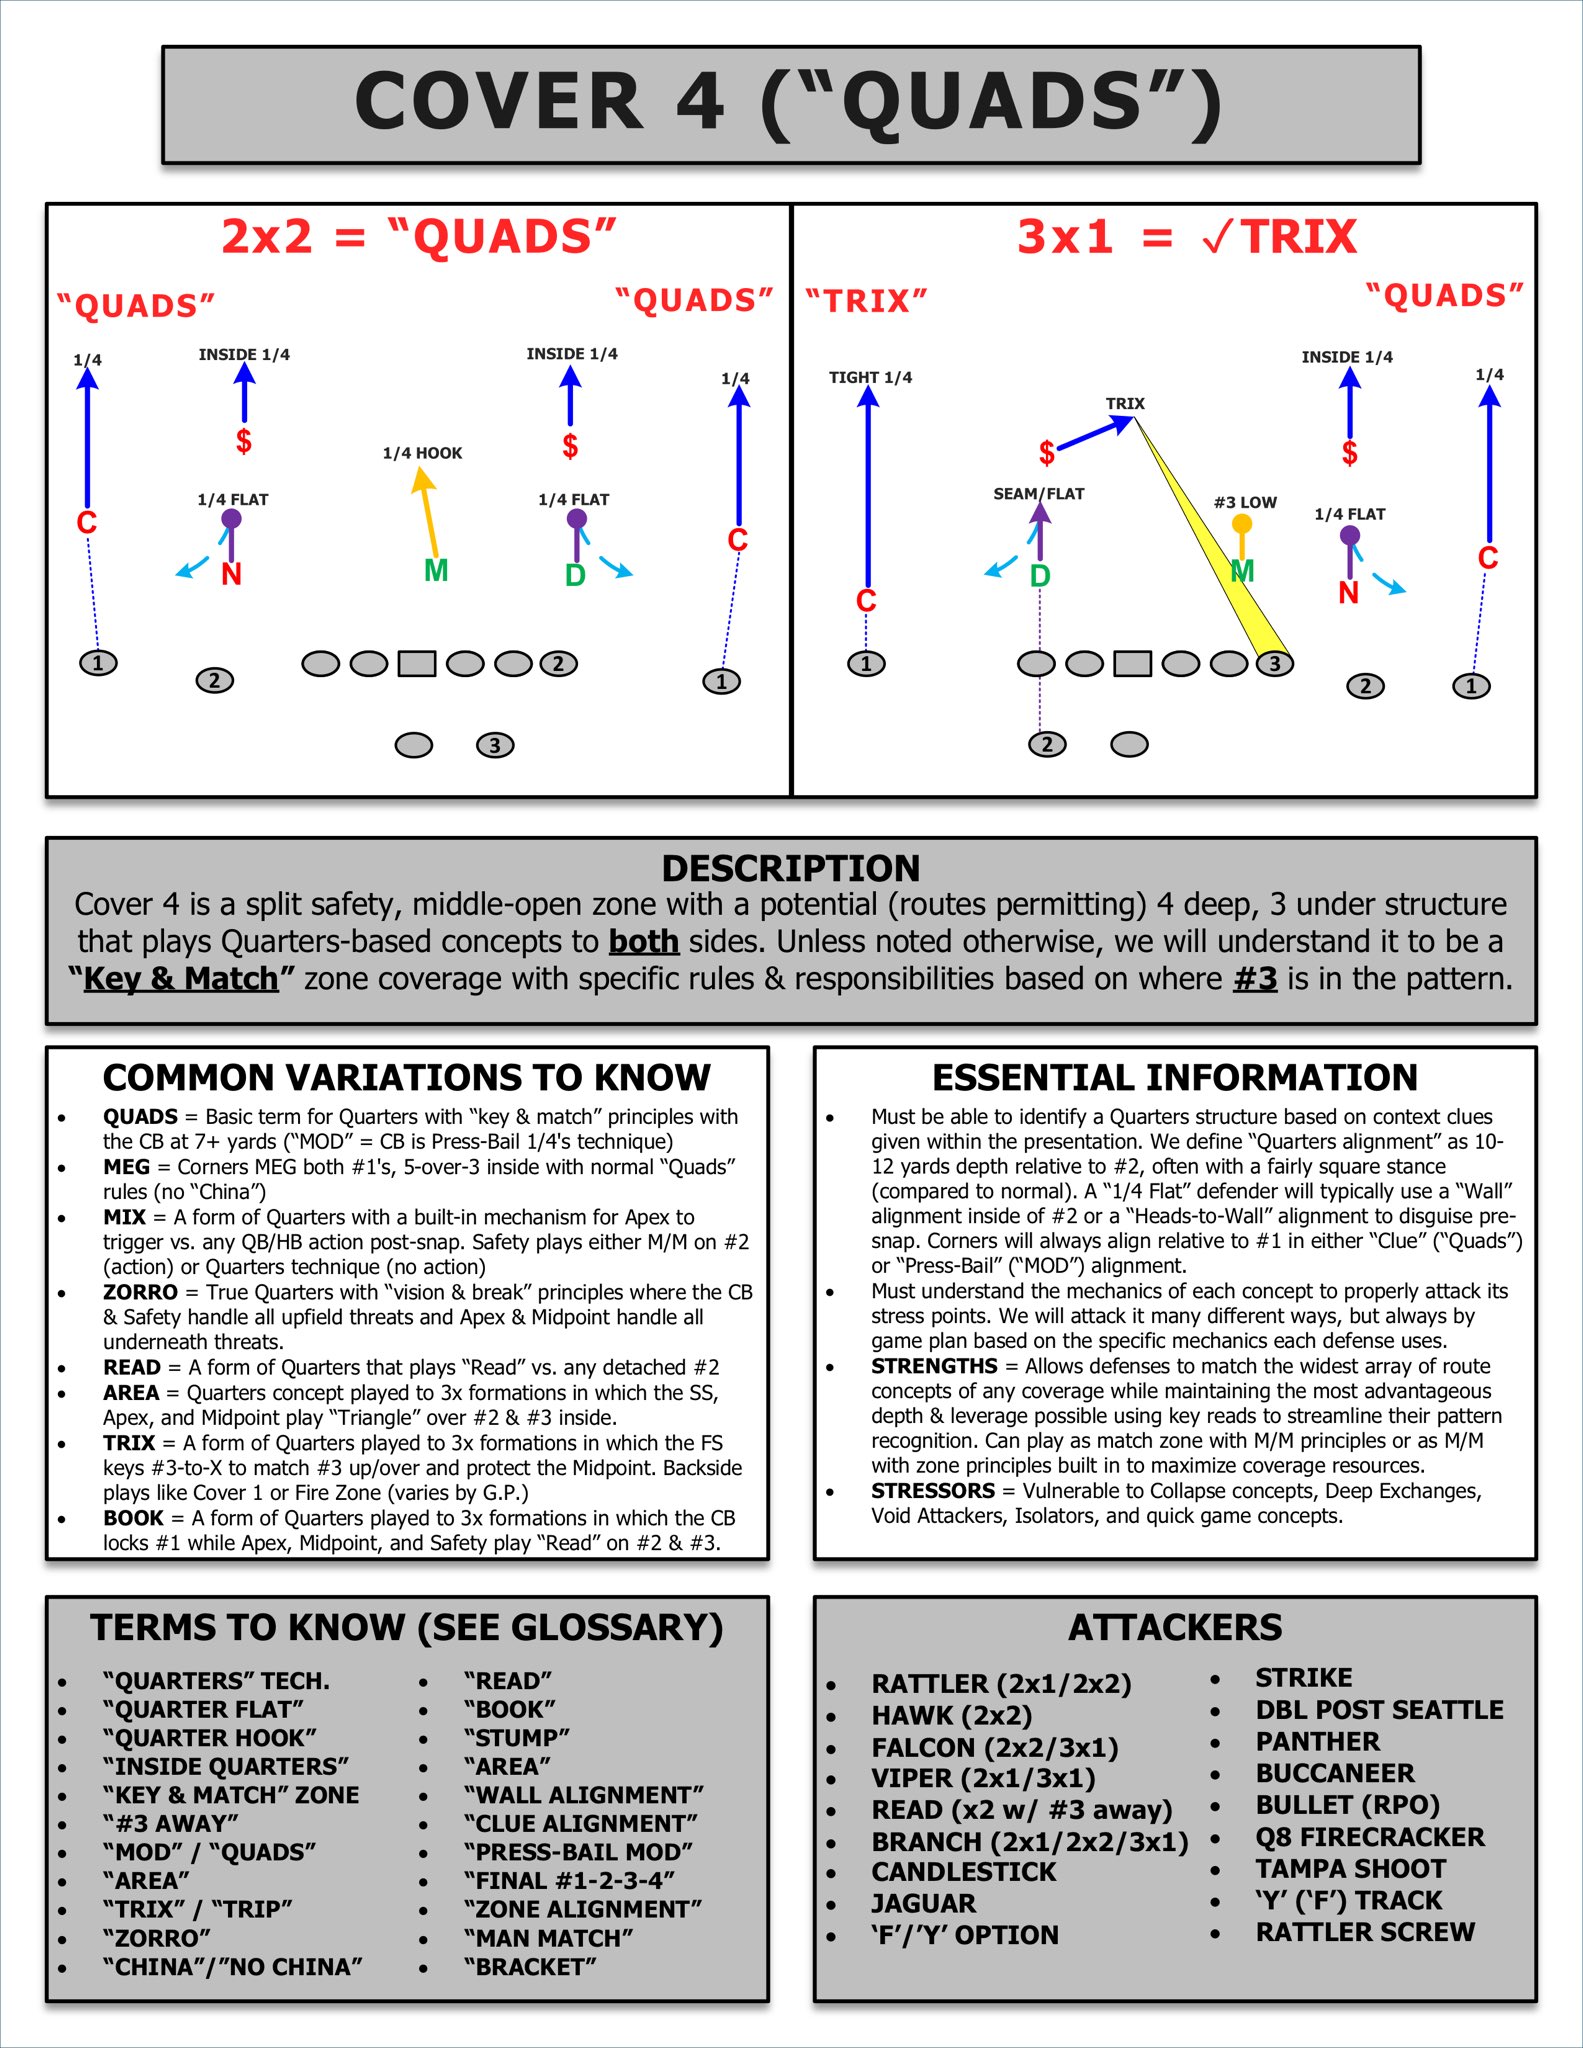 COVER 4 (“QUADS”)
2x2 = “QUADS”
“QUADS”
“QUADS”
1/4
INSIDE 1/4
INSIDE 1/4
1/4
$
$
1/4 HOOK
1/4 FLAT
1/4 FLAT
C
C
N
M
D
1
2
2
1
3
3x1 = ✓TRIX
“TRIX”
“QUADS”
TIGHT 1/4
TRIX
INSIDE 1/4
1/4
$
$
SEAM/FLAT
#3 LOW
1/4 FLAT
C
D
M
N
C
1
3
2
1
2
DESCRIPTION
Cover 4 is a split safety, middle-open zone with a potential (routes permitting) 4 deep, 3 under structure
that plays Quarters-based concepts to both sides. Unless noted otherwise, we will understand it to be a
“Key & Match” zone coverage with specific rules & responsibilities based on where #3 is in the pattern.
COMMON VARIATIONS TO KNOW
• QUADS = Basic term for Quarters with “key & match” principles with
the CB at 7+ yards (“MOD” = CB is Press-Bail 1/4's technique)
• MEG = Corners MEG both #1's, 5-over-3 inside with normal “Quads”
rules (no “China”)
• MIX = A form of Quarters with a built-in mechanism for Apex to
trigger vs. any QB/HB action post-snap. Safety plays either M/M on #2
(action) or Quarters technique (no action)
• ZORRO = True Quarters with “vision & break” principles where the CB
& Safety handle all upfield threats and Apex & Midpoint handle all
underneath threats.
• READ = A form of Quarters that plays “Read” vs. any detached #2
• AREA = Quarters concept played to 3x formations in which the SS,
Apex, and Midpoint play “Triangle” over #2 & #3 inside.
• TRIX = A form of Quarters played to 3x formations in which the FS
keys #3-to-X to match #3 up/over and protect the Midpoint. Backside
plays like Cover 1 or Fire Zone (varies by G.P.)
• BOOK = A form of Quarters played to 3x formations in which the CB
locks #1 while Apex, Midpoint, and Safety play “Read” on #2 & #3.
ESSENTIAL INFORMATION
• Must be able to identify a Quarters structure based on context clues
given within the presentation. We define “Quarters alignment” as 10-
12 yards depth relative to #2, often with a fairly square stance
(compared to normal). A “1/4 Flat” defender will typically use a “Wall”
alignment inside of #2 or a “Heads-to-Wall” alignment to disguise pre-
snap. Corners will always align relative to #1 in either “Clue” (“Quads”)
or “Press-Bail” (“MOD”) alignment.
• Must understand the mechanics of each concept to properly attack its
stress points. We will attack it many different ways, but always by
game plan based on the specific mechanics each defense uses.
• STRENGTHS = Allows defenses to match the widest array of route
concepts of any coverage while maintaining the most advantageous
depth & leverage possible using key reads to streamline their pattern
recognition. Can play as match zone with M/M principles or as M/M
with zone principles built in to maximize coverage resources.
• STRESSORS = Vulnerable to Collapse concepts, Deep Exchanges,
Void Attackers, Isolators, and quick game concepts.
TERMS TO KNOW (SEE GLOSSARY)
• “QUARTERS” TECH.
• “QUARTER FLAT”
• “QUARTER HOOK”
• “INSIDE QUARTERS”
• “KEY & MATCH” ZONE
• “#3 AWAY”
• “MOD” / “QUADS”
• “AREA”
• “TRIX” / “TRIP”
• “ZORRO”
• “CHINA”/”NO CHINA”
• “READ”
• “BOOK”
• “STUMP”
• “AREA”
• “WALL ALIGNMENT”
• “CLUE ALIGNMENT”
• “PRESS-BAIL MOD”
• “FINAL #1-2-3-4”
• “ZONE ALIGNMENT”
• “MAN MATCH”
• “BRACKET”
ATTACKERS
• RATTLER (2x1/2x2)
• HAWK (2x2)
• FALCON (2x2/3x1)
• VIPER (2x1/3x1)
• READ (x2 w/ #3 away)
• BRANCH (2x1/2x2/3x1)
• CANDLESTICK
• JAGUAR
• ‘F’/’Y’ OPTION
• STRIKE
• DBL POST SEATTLE
• PANTHER
• BUCCANEER
• BULLET (RPO)
• Q8 FIRECRACKER
• TAMPA SHOOT
• ‘Y’ (‘F’) TRACK
• RATTLER SCREW